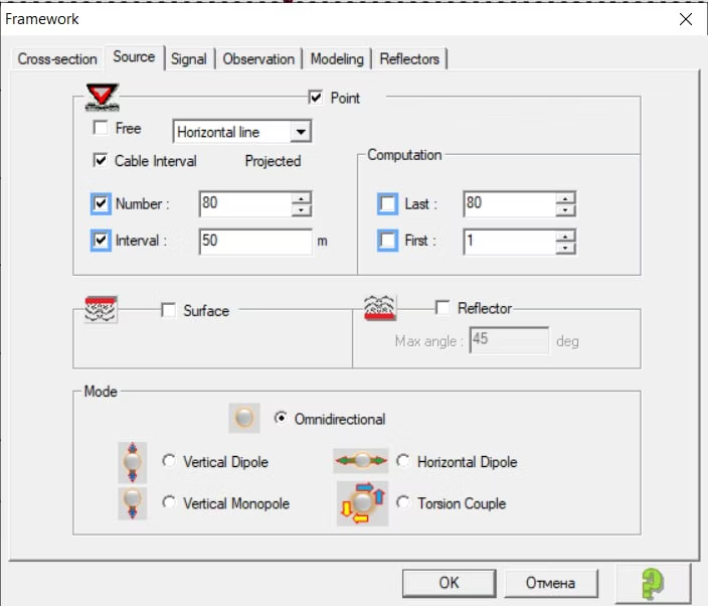 Framework
Cross-section Source Signal Observation Modeling Reflectors
Point
Free Horizontal line
Cable Interval Projected Computation
Number : 80 Last : 80
Interval : 50 m First : 1
Surface Reflector
Max angle : 45 deg
Mode
Omnidirectional
Vertical Dipole Horizontal Dipole
Vertical Monopole Torsion Couple
OK Отмена